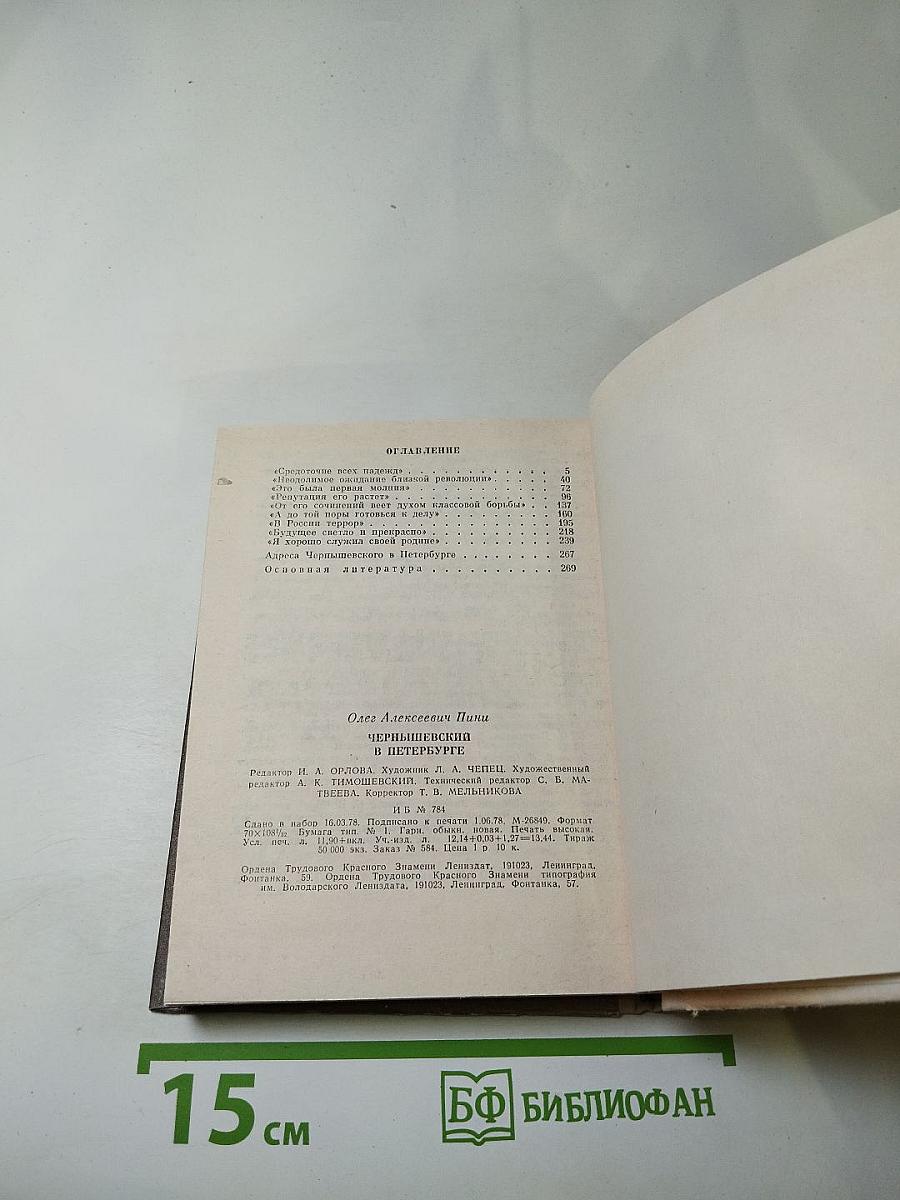 ОГЛАВЛЕНИЕ
«Средоточие всех надежд» . . . . . . . . . . . . 5
«Неодолимое ожидание близкой революции» . . . . . 40
«Это была первая молния» . . . . . . . . . . . . 72
«Репутация его растет» . . . . . . . . . . . . . 96
«От его сочинений веет духом классовой борьбы» . . 137
«А до той поры готовься к делу» . . . . . . . . . 160
«В России террор» . . . . . . . . . . . . . . . 195
«Будущее светло и прекрасно» . . . . . . . . . . 218
«Я хорошо служил своей родине» . . . . . . . . . 239
Адреса Чернышевского в Петербурге . . . . . . . . 267
Основная литература . . . . . . . . . . 269
Олег Алексеевич Пини
ЧЕРНЫШЕВСКИЙ
В ПЕТЕРБУРГЕ
Редактор И. А. ОРЛОВА. Художник Л. А. ЧЕПЕЦ. Художественный
редактор А. К. ТИМОШЕВСКИЙ. Технический редактор С. Б. МА-
ТВЕЕВА. Корректор Т. В. МЕЛЬНИКОВА
ИБ № 784
Сдано в набор 16.03.78. Подписано к печати 1.06.78. М-26849. Формат
70×108 1/32. Бумага тип. № 1. Гарн. обыкн. новая. Печать высокая.
Усл. печ. л. 11,90+вкл. Уч.-изд. л. 12,14+0,03+1,27=13,44. Тираж
50 000 экз. Заказ № 584. Цена 1 р 10 к.
Ордена Трудового Красного Знамени Лениздат, 191023, Ленинград,
Фонтанка, 59. Ордена Трудового Красного Знамени типография
им. Володарского Лениздата, 191023, Ленинград, Фонтанка, 57.
15 см
БФ БИБЛИОФАН